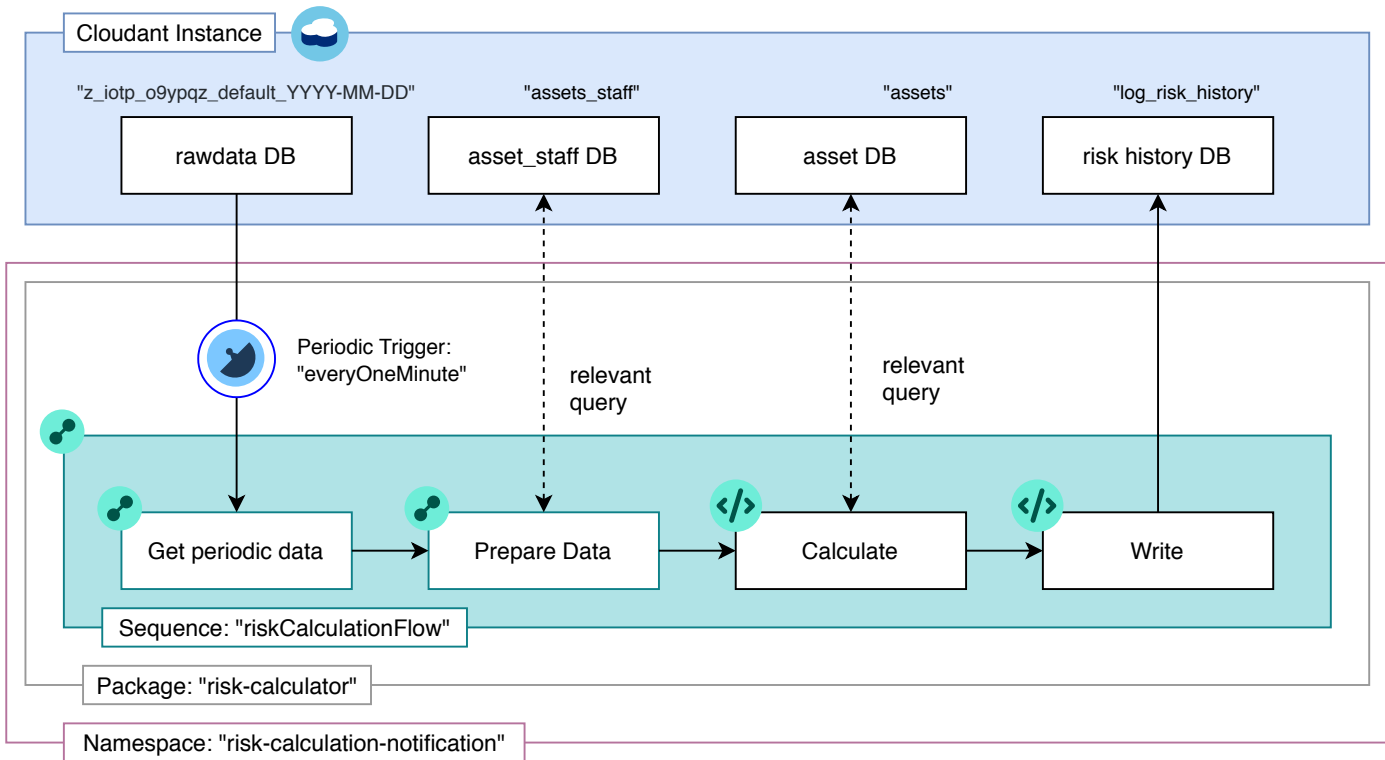 Cloudant Instance
"z_iotp_o9ypqz_default_YYYY-MM-DD"
"assets_staff"
"assets"
"log_risk_history"
rawdata DB
asset_staff DB
asset DB
risk history DB
Periodic Trigger:
"everyOneMinute"
relevant
query
relevant
query
Get periodic data
Prepare Data
</>
Calculate
</>
Write
Sequence: "riskCalculationFlow"
Package: "risk-calculator"
Namespace: "risk-calculation-notification"